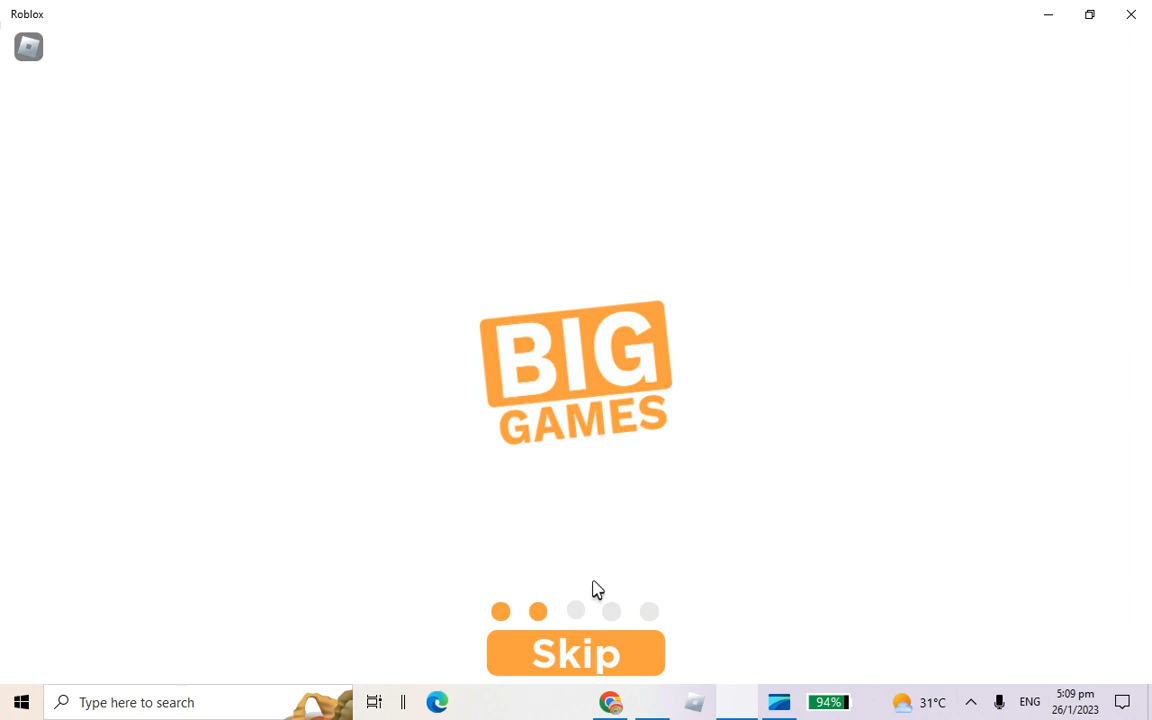 Roblox
BIG
GAMES
Skip
Type here to search
94%
31°C
ENG
5:09 pm
26/1/2023